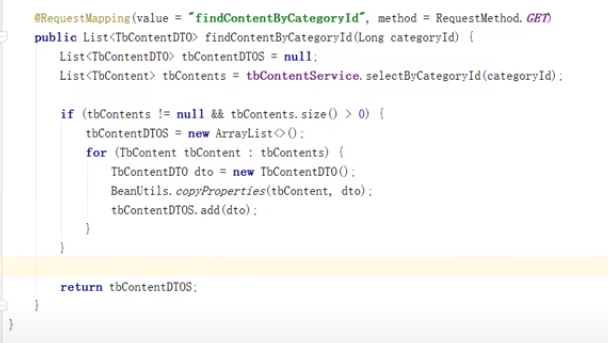 @RequestMapping(value = "findContentByCategoryId", method = RequestMethod.GET)
public List<TbContentDTO> findContentByCategoryId(Long categoryId) {
List<TbContentDTO> tbContentDTOS = null;
List<TbContent> tbContents = tbContentService.selectByCategoryId(categoryId);
if (tbContents != null && tbContents.size() > 0) {
tbContentDTOS = new ArrayList<>();
for (TbContent tbContent : tbContents) {
TbContentDTO dto = new TbContentDTO();
BeanUtils.copyProperties(tbContent, dto);
tbContentDTOS.add(dto);
}
}
return tbContentDTOS;
}
}